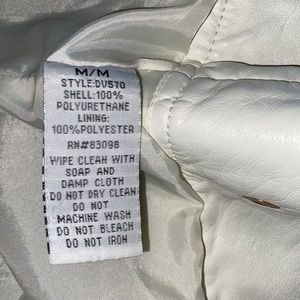 M/M
STYLE:DV570
SHELL:100%
POLYURETHANE
LINING:
100%POLYESTER
RN#83098
WIPE CLEAN WITH
SOAP AND
DAMP CLOTH
DO NOT DRY CLEAN
DO NOT
MACHINE WASH
DO NOT BLEACH
DO NOT IRON